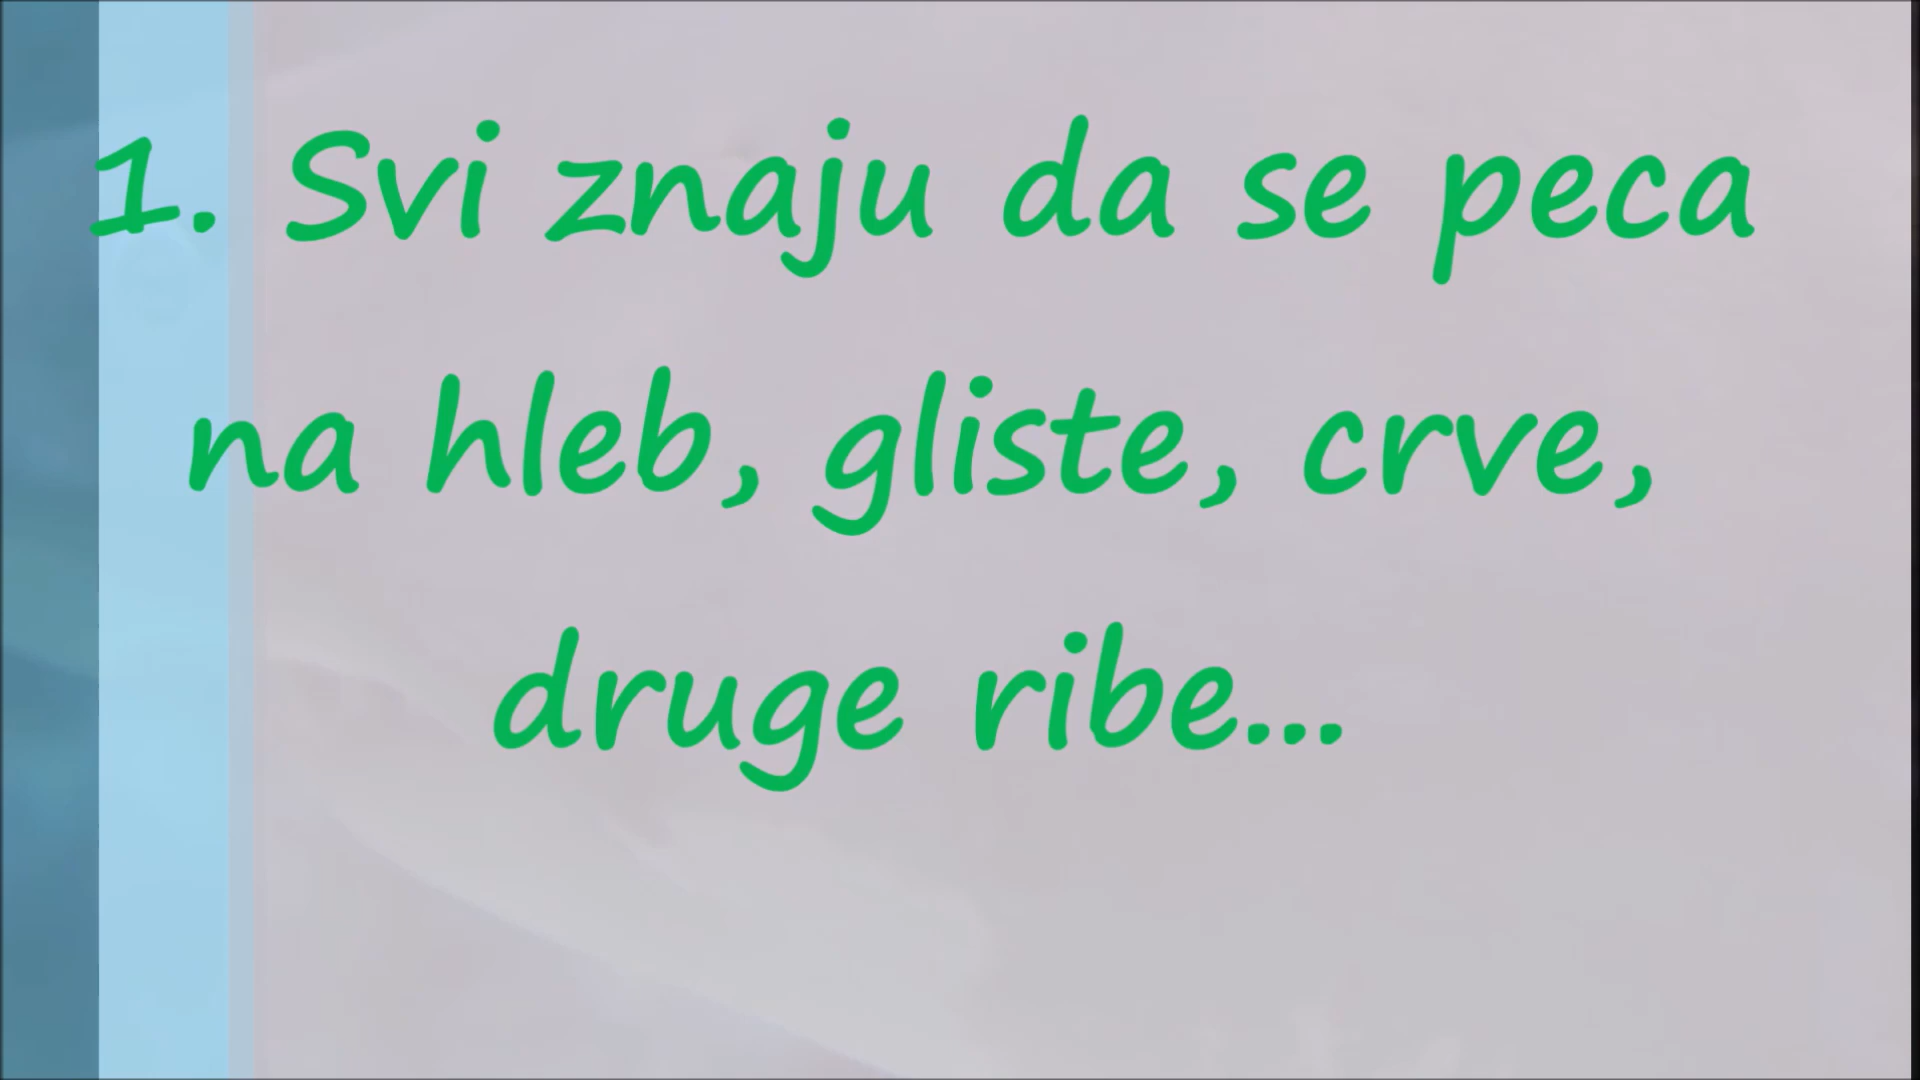 1. Svi znaju da se peca
na hleb, gliste, crve,
druge ribe...